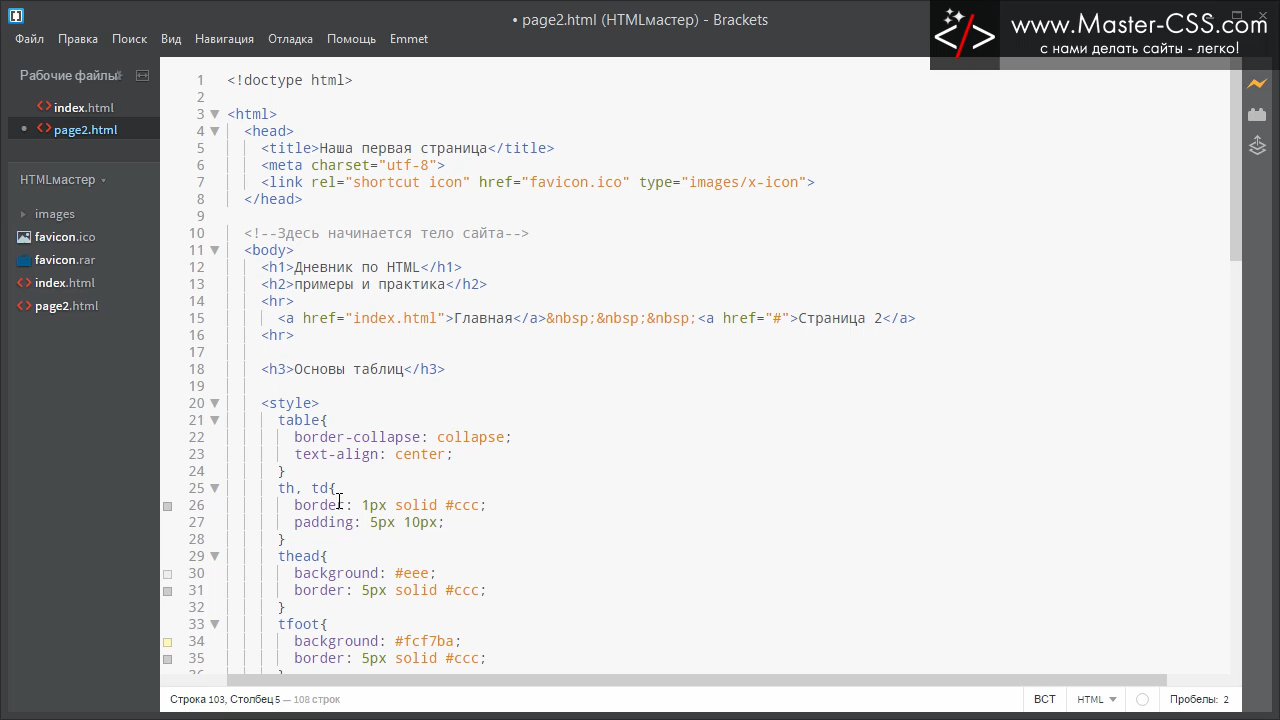 • page2.html (HTMLмастер) - Brackets
www.Master-CSS.com
с нами делать сайты - легко!
Файл Правка Поиск Вид Навигация Отладка Помощь Emmet
Рабочие файлы
index.html
• page2.html
HTMLмастер
images
favicon.ico
favicon.rar
index.html
page2.html
1 <!doctype html>
2
3 <html>
4 <head>
5 <title>Наша первая страница</title>
6 <meta charset="utf-8">
7 <link rel="shortcut icon" href="favicon.ico" type="images/x-icon">
8 </head>
9
10 <!--Здесь начинается тело сайта-->
11 <body>
12 <h1>Дневник по HTML</h1>
13 <h2>примеры и практика</h2>
14 <hr>
15 <a href="index.html">Главная</a>&nbsp;&nbsp;&nbsp;<a href="#">Страница 2</a>
16 <hr>
17
18 <h3>Основы таблиц</h3>
19
20 <style>
21 table{
22 border-collapse: collapse;
23 text-align: center;
24 }
25 th, td{
26 border: 1px solid #ccc;
27 padding: 5px 10px;
28 }
29 thead{
30 background: #eee;
31 border: 5px solid #ccc;
32 }
33 tfoot{
34 background: #fcf7ba;
35 border: 5px solid #ccc;
Строка 103, Столбец 5 — 108 строк
ВСТ HTML Пробелы: 2